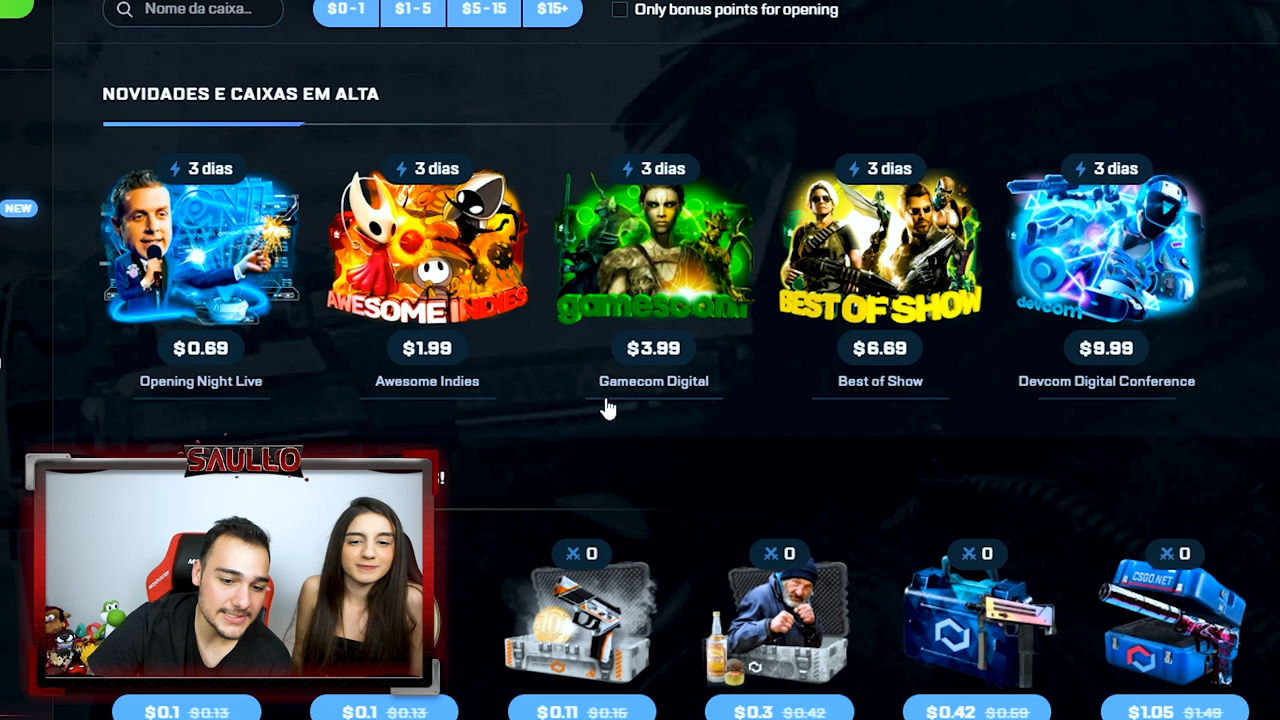 Nome da caixa...
$0 - 1
$1 - 5
$5 - 15
$15+
Only bonus points for opening
NOVIDADES E CAIXAS EM ALTA
3 dias
3 dias
3 dias
3 dias
3 dias
NEW
AWESOME INDIES
gamescom
BEST OF SHOW
devcom
$0.69
$1.99
$3.99
$6.69
$9.99
Opening Night Live
Awesome Indies
Gamecom Digital
Best of Show
Devcom Digital Conference
SAULLO
!
0
0
0
0
CSGO.NET
10
$0.1 $0.13
$0.1 $0.13
$0.11 $0.15
$0.3 $0.42
$0.42 $0.59
$1.05 $1.49